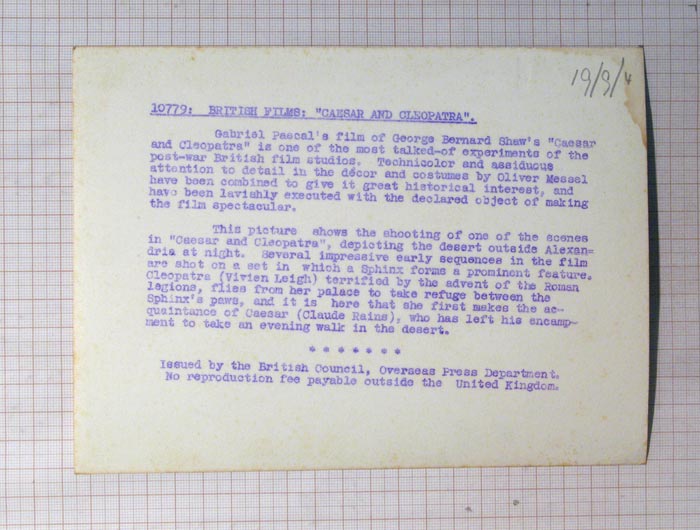 19/9/4
10779: BRITISH FILMS: "CAESAR AND CLEOPATRA".
Gabriel Pascal's film of George Bernard Shaw's "Caesar
and Cleopatra" is one of the most talked-of experiments of the
post-war British film studios. Technicolor and assiduous
attention to detail in the décor and costumes by Oliver Messel
have been combined to give it great historical interest, and
have been lavishly executed with the declared object of making
the film spectacular.
This picture shows the shooting of one of the scenes
in "Caesar and Cleopatra", depicting the desert outside Alexan-
dria at night. Several impressive early sequences in the film
are shot on a set in which a Sphinx forms a prominent feature.
Cleopatra (Vivien Leigh) terrified by the advent of the Roman
legions, flies from her palace to take refuge between the
Sphinx's paws, and it is here that she first makes the ac-
quaintance of Caesar (Claude Rains), who has left his encamp-
ment to take an evening walk in the desert.
* * * * * * *
Issued by the British Council, Overseas Press Department.
No reproduction fee payable outside the United Kingdom.